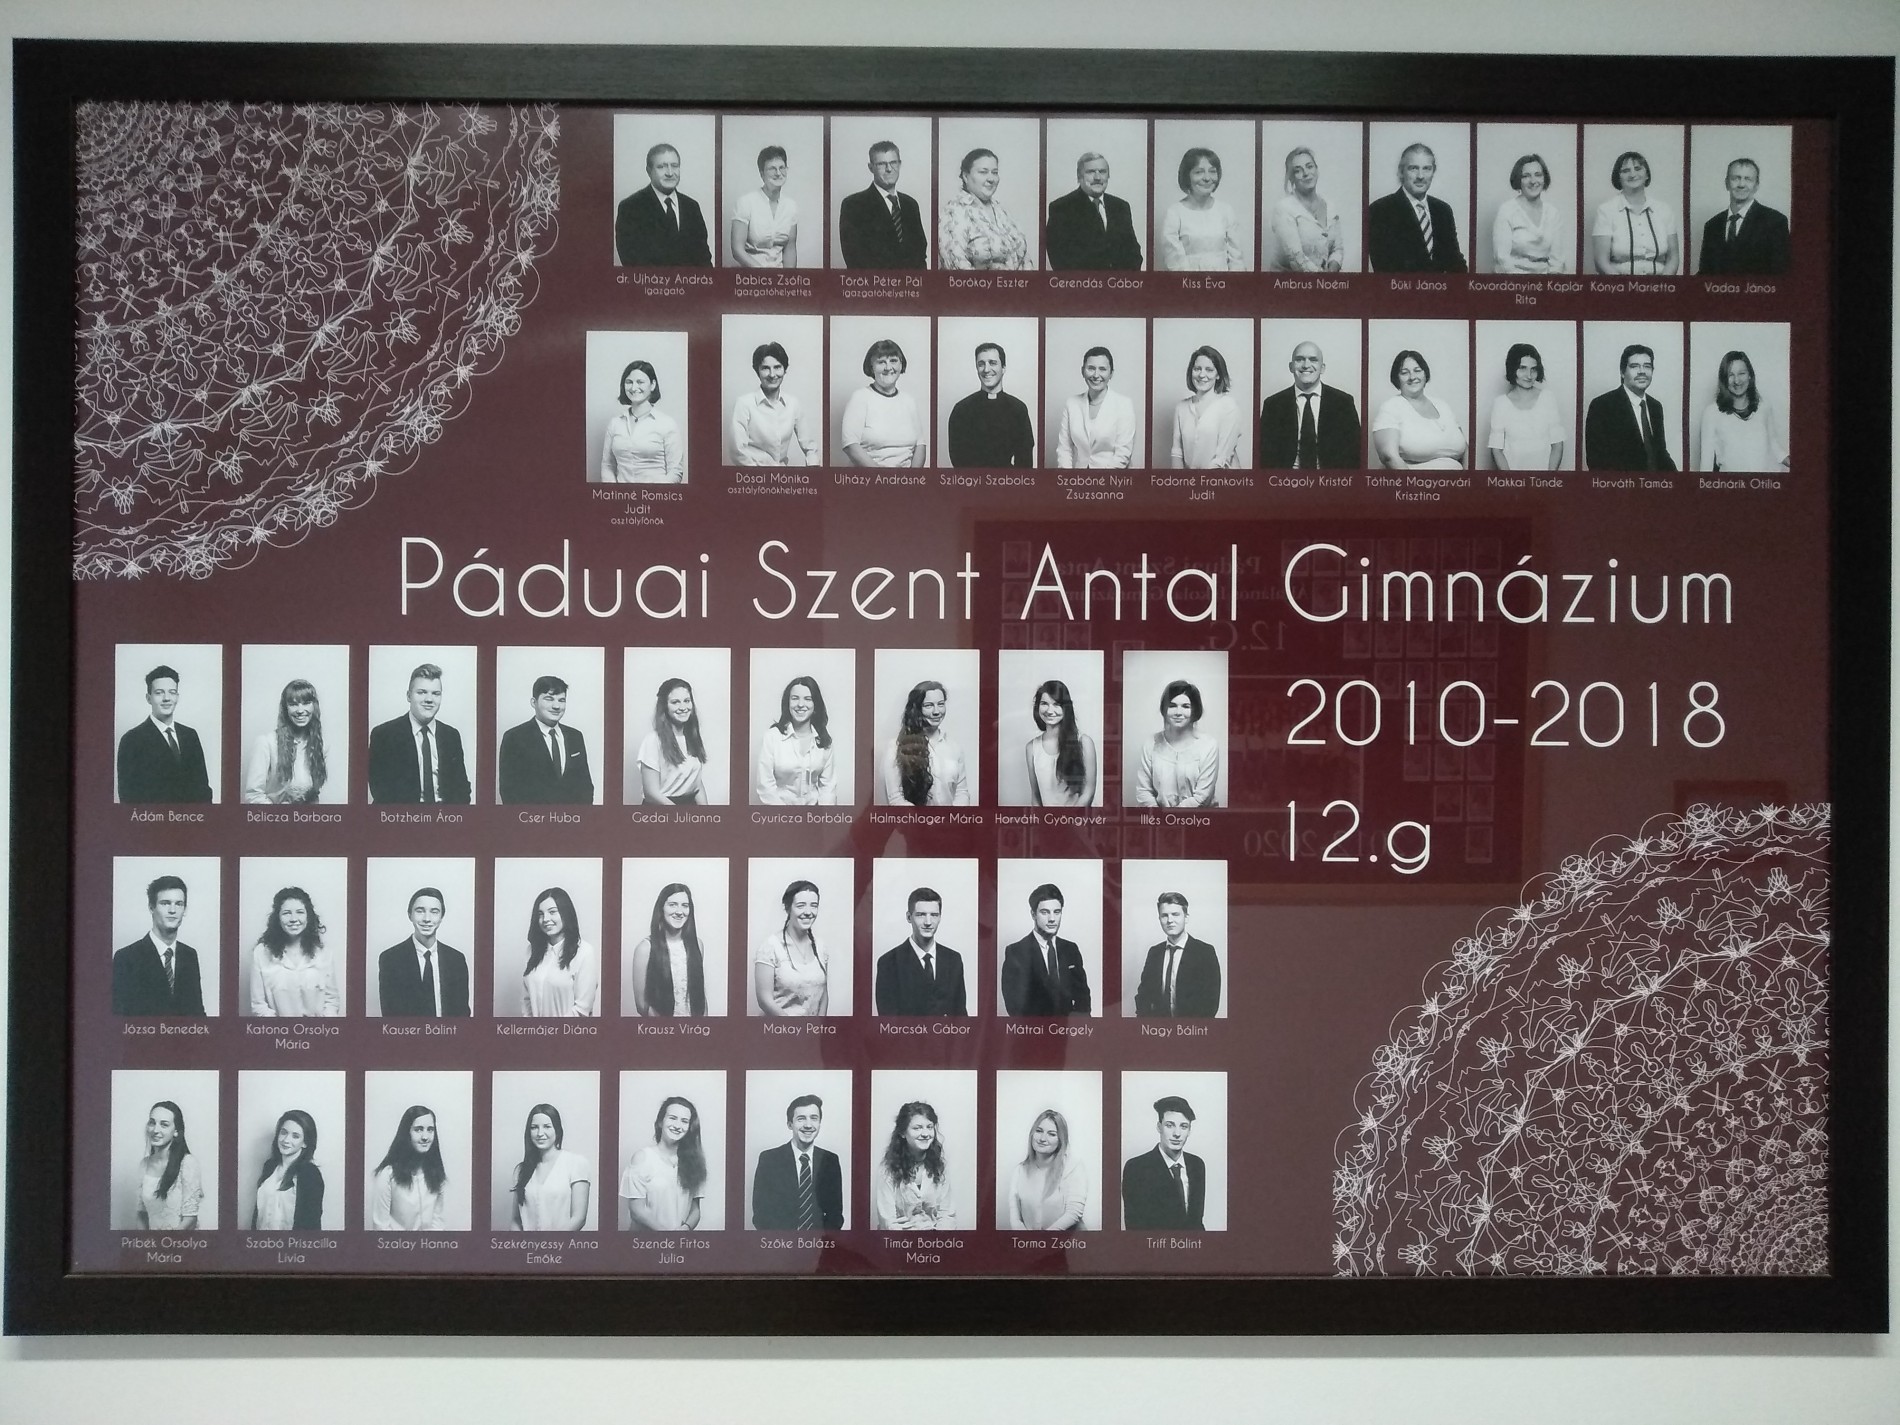 dr. Ujházy András
igazgató
Babics Zsófia
igazgatóhelyettes
Török Péter Pál
igazgatóhelyettes
Borókay Eszter
Gerendás Gábor
Kiss Éva
Ambrus Noémi
Büki János
Kovordányiné Káplár
Rita
Kónya Marietta
Vadas János
Matinné Romsics
Judit
osztályfőnök
Dósai Mónika
osztályfőnökhelyettes
Ujházy Andrásné
Szilágyi Szabolcs
Szabóné Nyíri
Zsuzsanna
Fodorné Frankovits
Judit
Cságoly Kristóf
Tóthné Magyarvári
Krisztina
Makkai Tünde
Horváth Tamás
Bednárik Otília
Páduai Szent Antal Gimnázium
2010-2018
12.g
Ádám Bence
Belicza Barbara
Botzheim Áron
Cser Huba
Gedai Julianna
Gyuricza Borbála
Halmschlager Mária
Horváth Gyöngyvér
Illés Orsolya
Józsa Benedek
Katona Orsolya
Mária
Kauser Bálint
Kellermájer Diána
Krausz Virág
Makay Petra
Marcsák Gábor
Mátrai Gergely
Nagy Bálint
Pribék Orsolya
Mária
Szabó Priszcilla
Lívia
Szalay Hanna
Szekrényessy Anna
Emőke
Szende Firtos
Júlia
Szőke Balázs
Tímár Borbála
Mária
Torma Zsófia
Triff Bálint